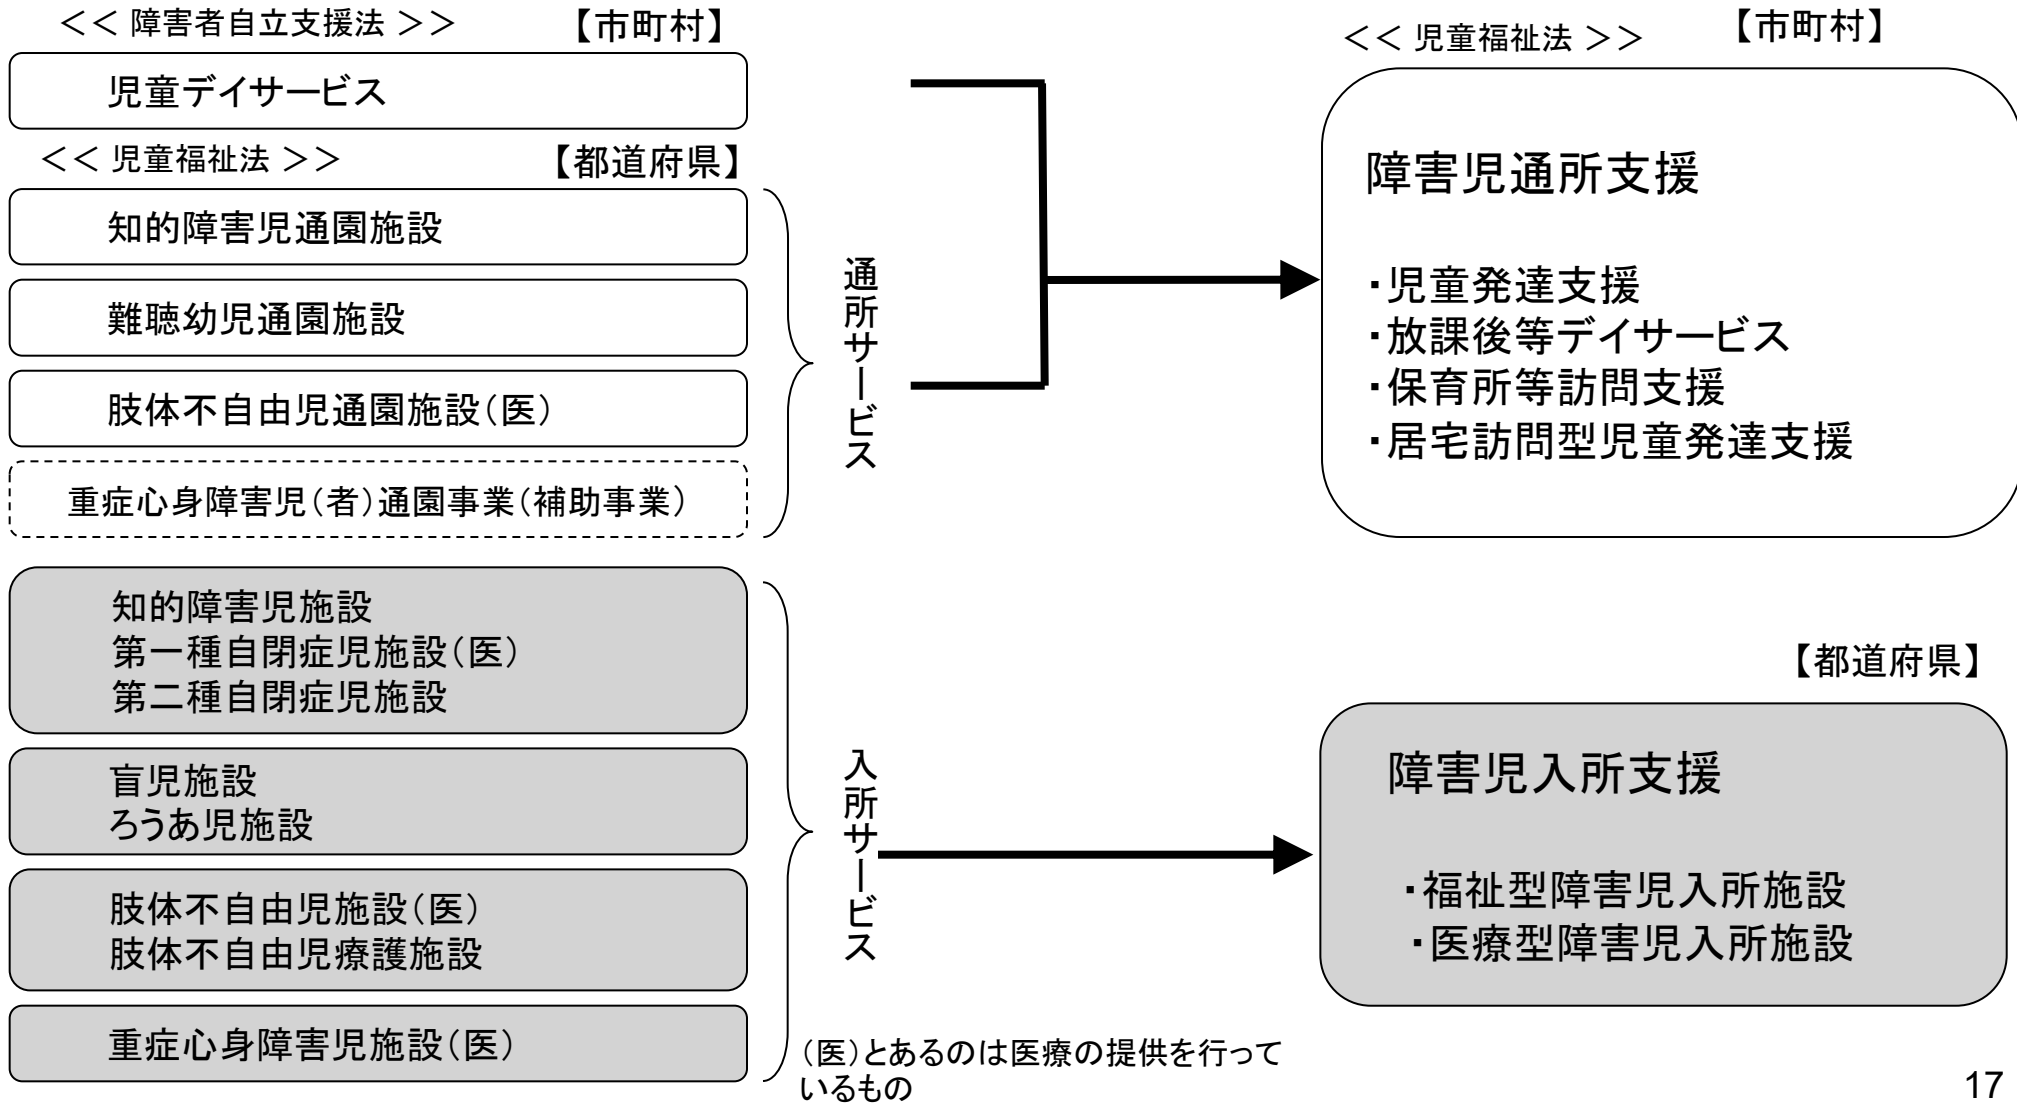 ＜＜ 障害者自立支援法 ＞＞
【市町村】
児童デイサービス
＜＜ 児童福祉法 ＞＞
【都道府県】
知的障害児通園施設
難聴幼児通園施設
肢体不自由児通園施設（医）
重症心身障害児（者）通園事業（補助事業）
通所サービス
知的障害児施設
第一種自閉症児施設（医）
第二種自閉症児施設
盲児施設
ろうあ児施設
肢体不自由児施設（医）
肢体不自由児療護施設
重症心身障害児施設（医）
入所サービス
（医）とあるのは医療の提供を行って
いるもの
＜＜ 児童福祉法 ＞＞
【市町村】
障害児通所支援
・児童発達支援
・放課後等デイサービス
・保育所等訪問支援
・居宅訪問型児童発達支援
【都道府県】
障害児入所支援
・福祉型障害児入所施設
・医療型障害児入所施設
17